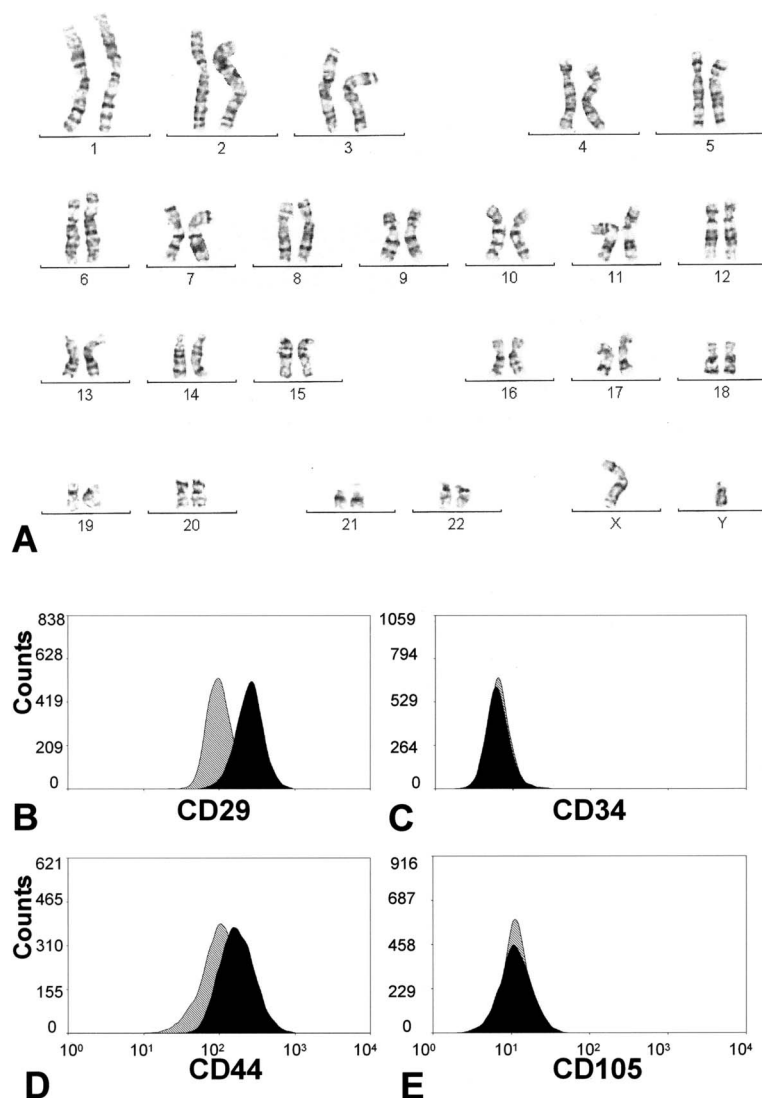 1 2 3 4 5
6 7 8 9 10 11 12
13 14 15 16 17 18
19 20 21 22 X Y
A
838
628
419
209
0
Counts
B
CD29
1059
794
529
264
0
C
CD34
621
465
310
155
0
Counts
10⁰ 10¹ 10² 10³ 10⁴
D
CD44
916
687
458
229
0
10¹ 10² 10³ 10⁴
E
CD105